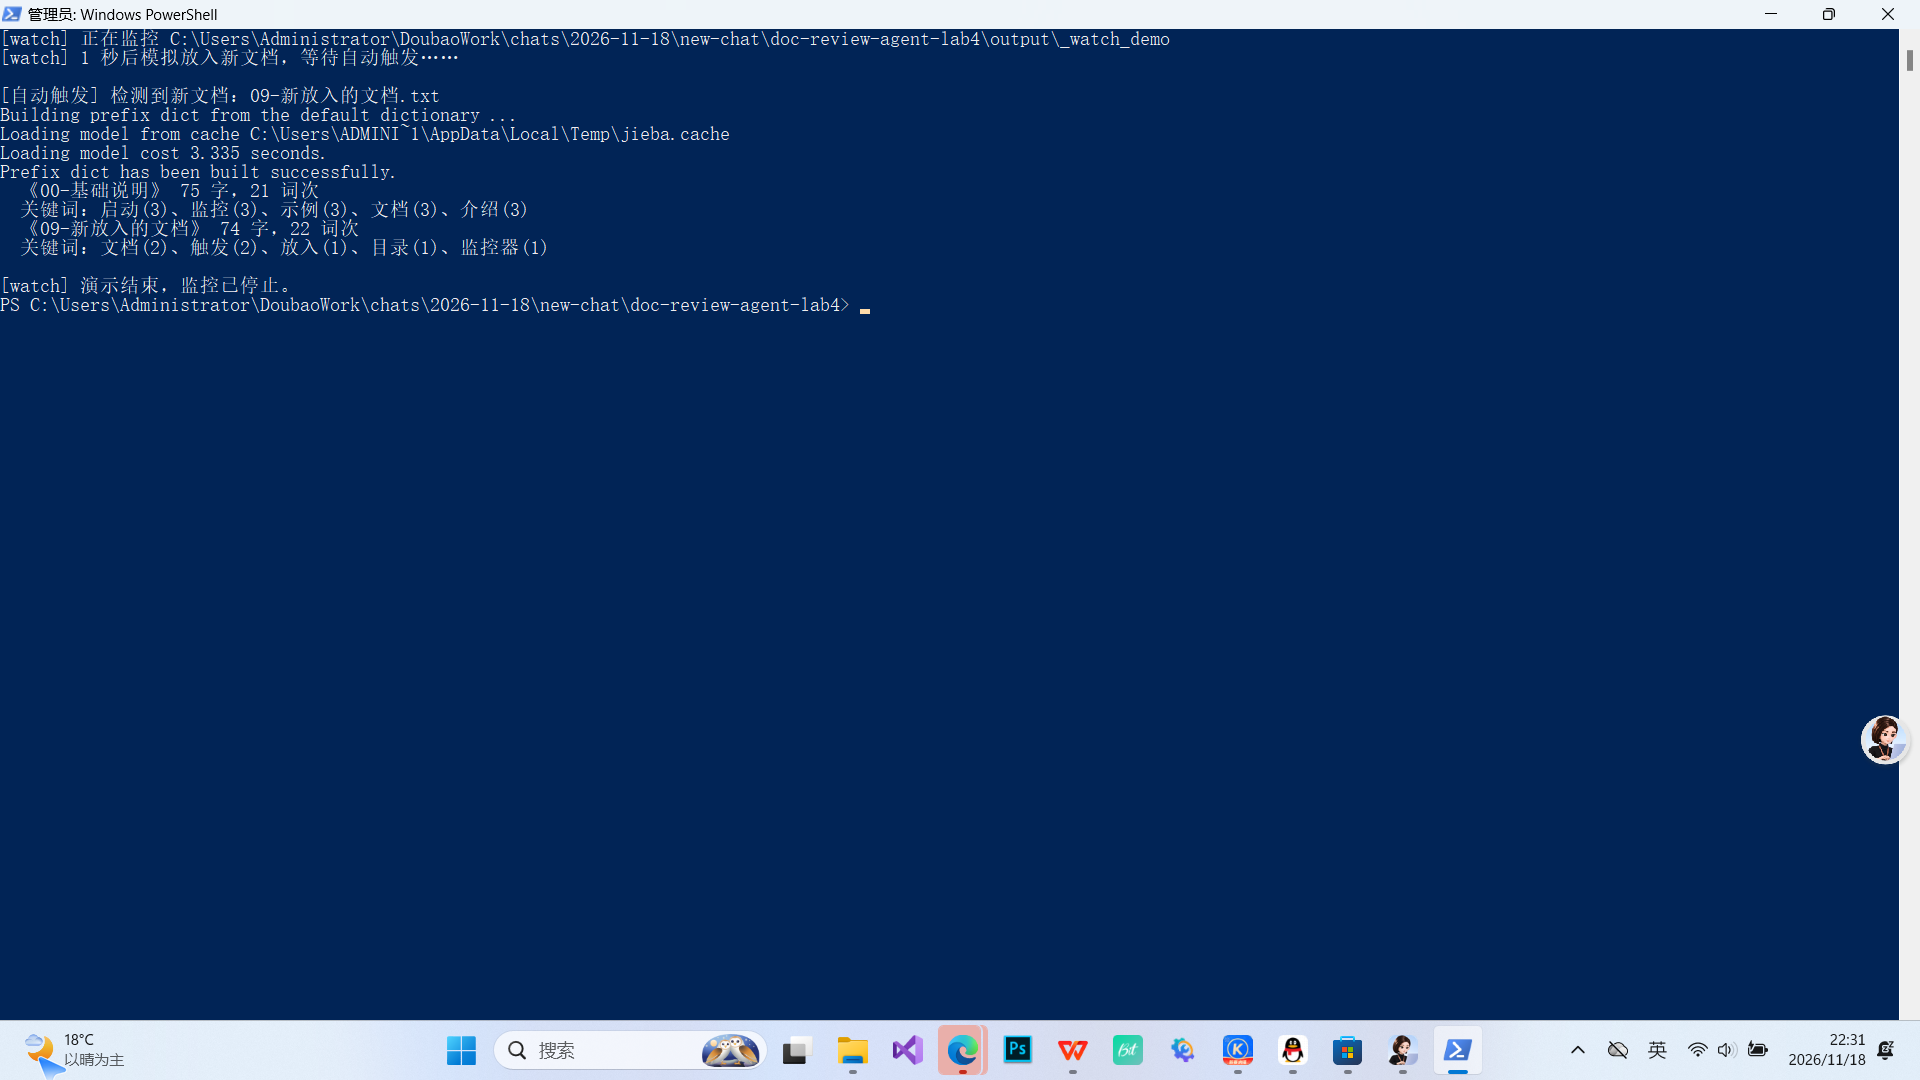 管理员: Windows PowerShell
[watch] 正在监控 C:\Users\Administrator\DoubaoWork\chats\2026-11-18\new-chat\doc-review-agent-lab4\output\_watch_demo
[watch] 1 秒后模拟放入新文档，等待自动触发……
[自动触发] 检测到新文档：09-新放入的文档.txt
Building prefix dict from the default dictionary ...
Loading model from cache C:\Users\ADMINI~1\AppData\Local\Temp\jieba.cache
Loading model cost 3.335 seconds.
Prefix dict has been built successfully.
《00-基础说明》 75 字，21 词次
关键词：启动(3)、监控(3)、示例(3)、文档(3)、介绍(3)
《09-新放入的文档》 74 字，22 词次
关键词：文档(2)、触发(2)、放入(1)、目录(1)、监控器(1)
[watch] 演示结束，监控已停止。
PS C:\Users\Administrator\DoubaoWork\chats\2026-11-18\new-chat\doc-review-agent-lab4>
18°C
以晴为主
搜索
Ps
Bit
K
英
22:31
2026/11/18